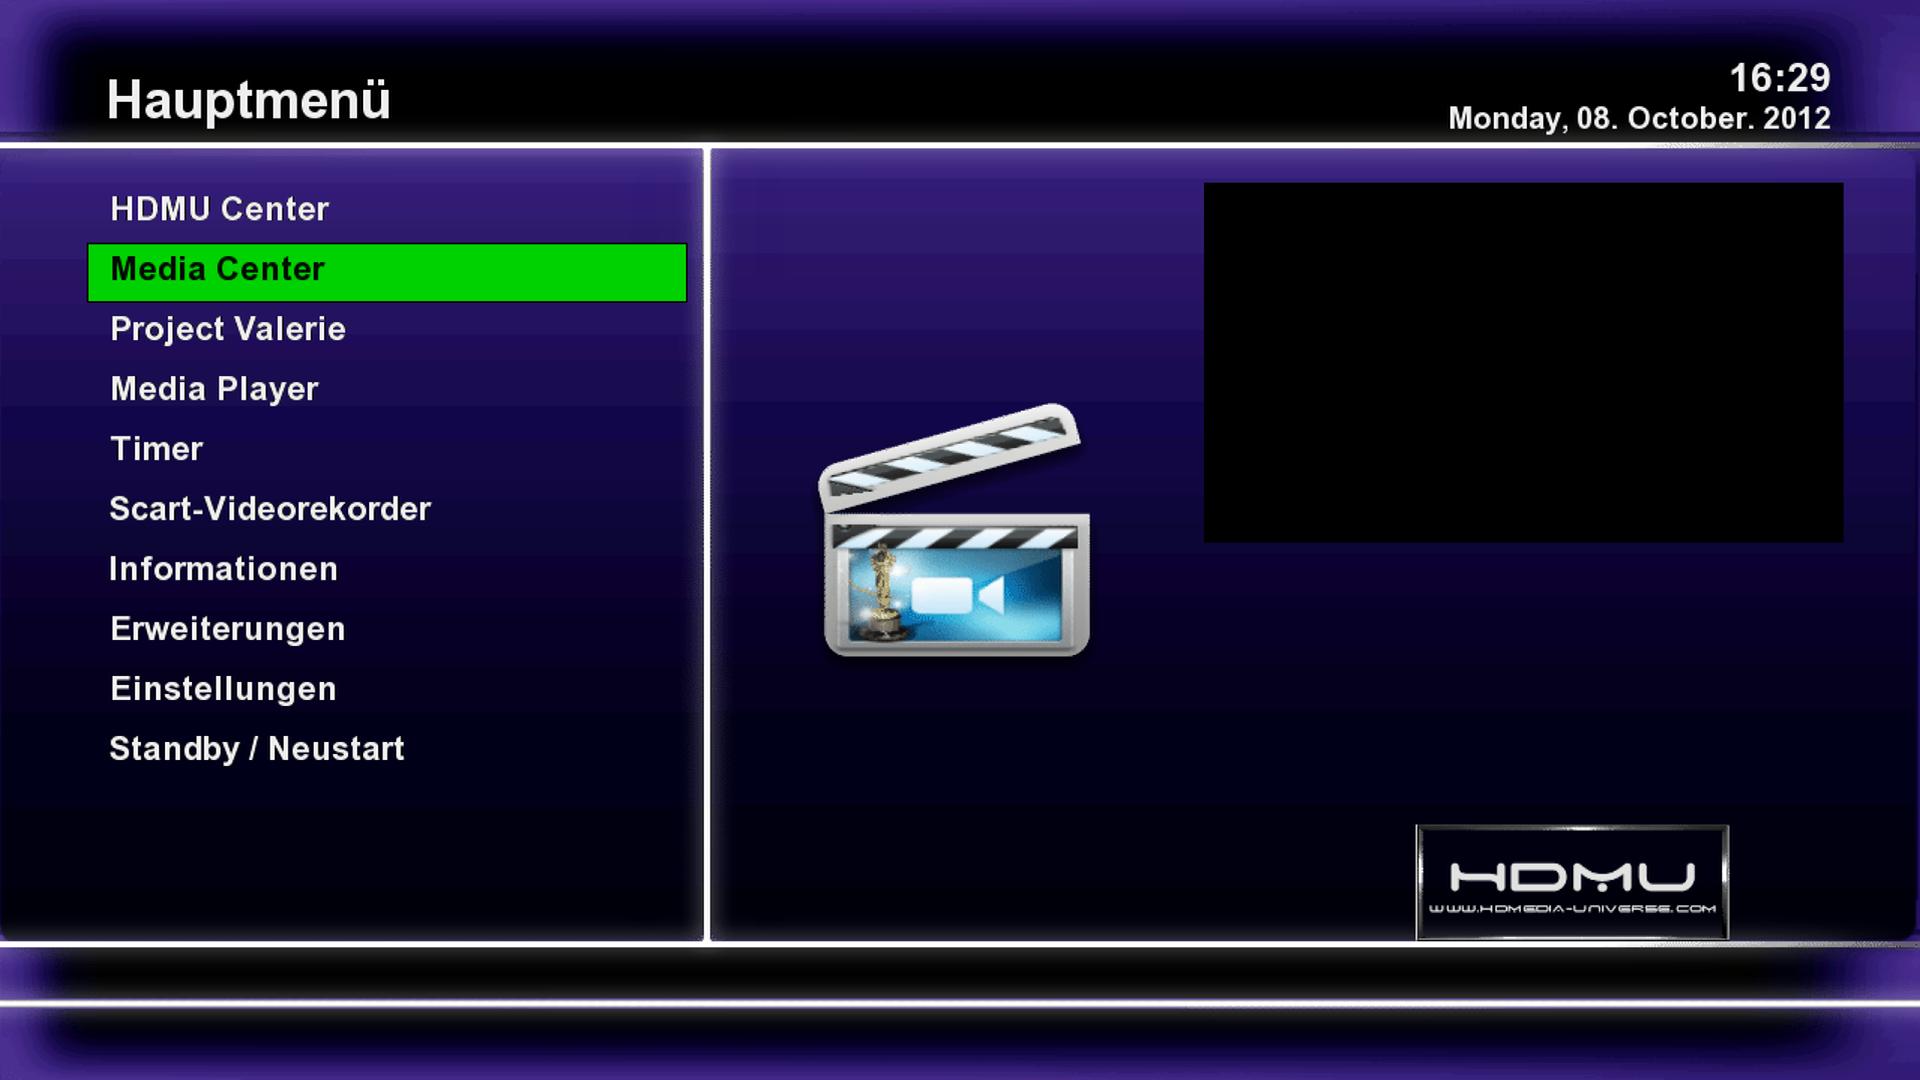 Hauptmenü
16:29
Monday, 08. October. 2012
HDMU Center
Media Center
Project Valerie
Media Player
Timer
Scart-Videorekorder
Informationen
Erweiterungen
Einstellungen
Standby / Neustart
HDMU
WWW.HDMEDIA-UNIVERSE.COM